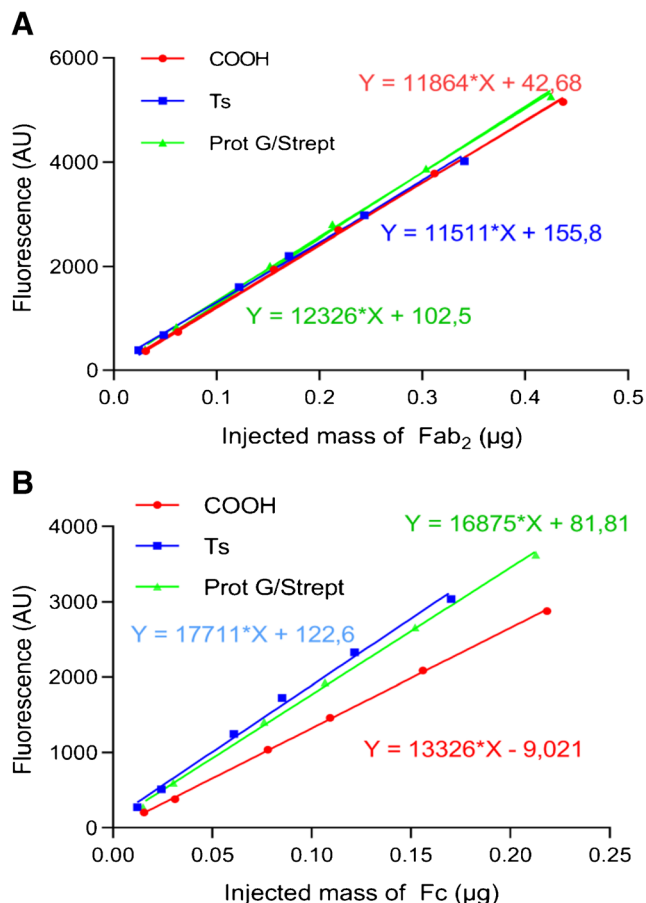 A
6000
4000
2000
0
Fluorescence (AU)
COOH
Ts
Prot G/Strept
Y = 11864*X + 42,68
Y = 11511*X + 155,8
Y = 12326*X + 102,5
0.0 0.1 0.2 0.3 0.4 0.5
Injected mass of Fab₂ (µg)
B
4000
3000
2000
1000
0
Fluorescence (AU)
COOH
Ts
Prot G/Strept
Y = 16875*X + 81,81
Y = 17711*X + 122,6
Y = 13326*X - 9,021
0.00 0.05 0.10 0.15 0.20 0.25
Injected mass of Fc (µg)